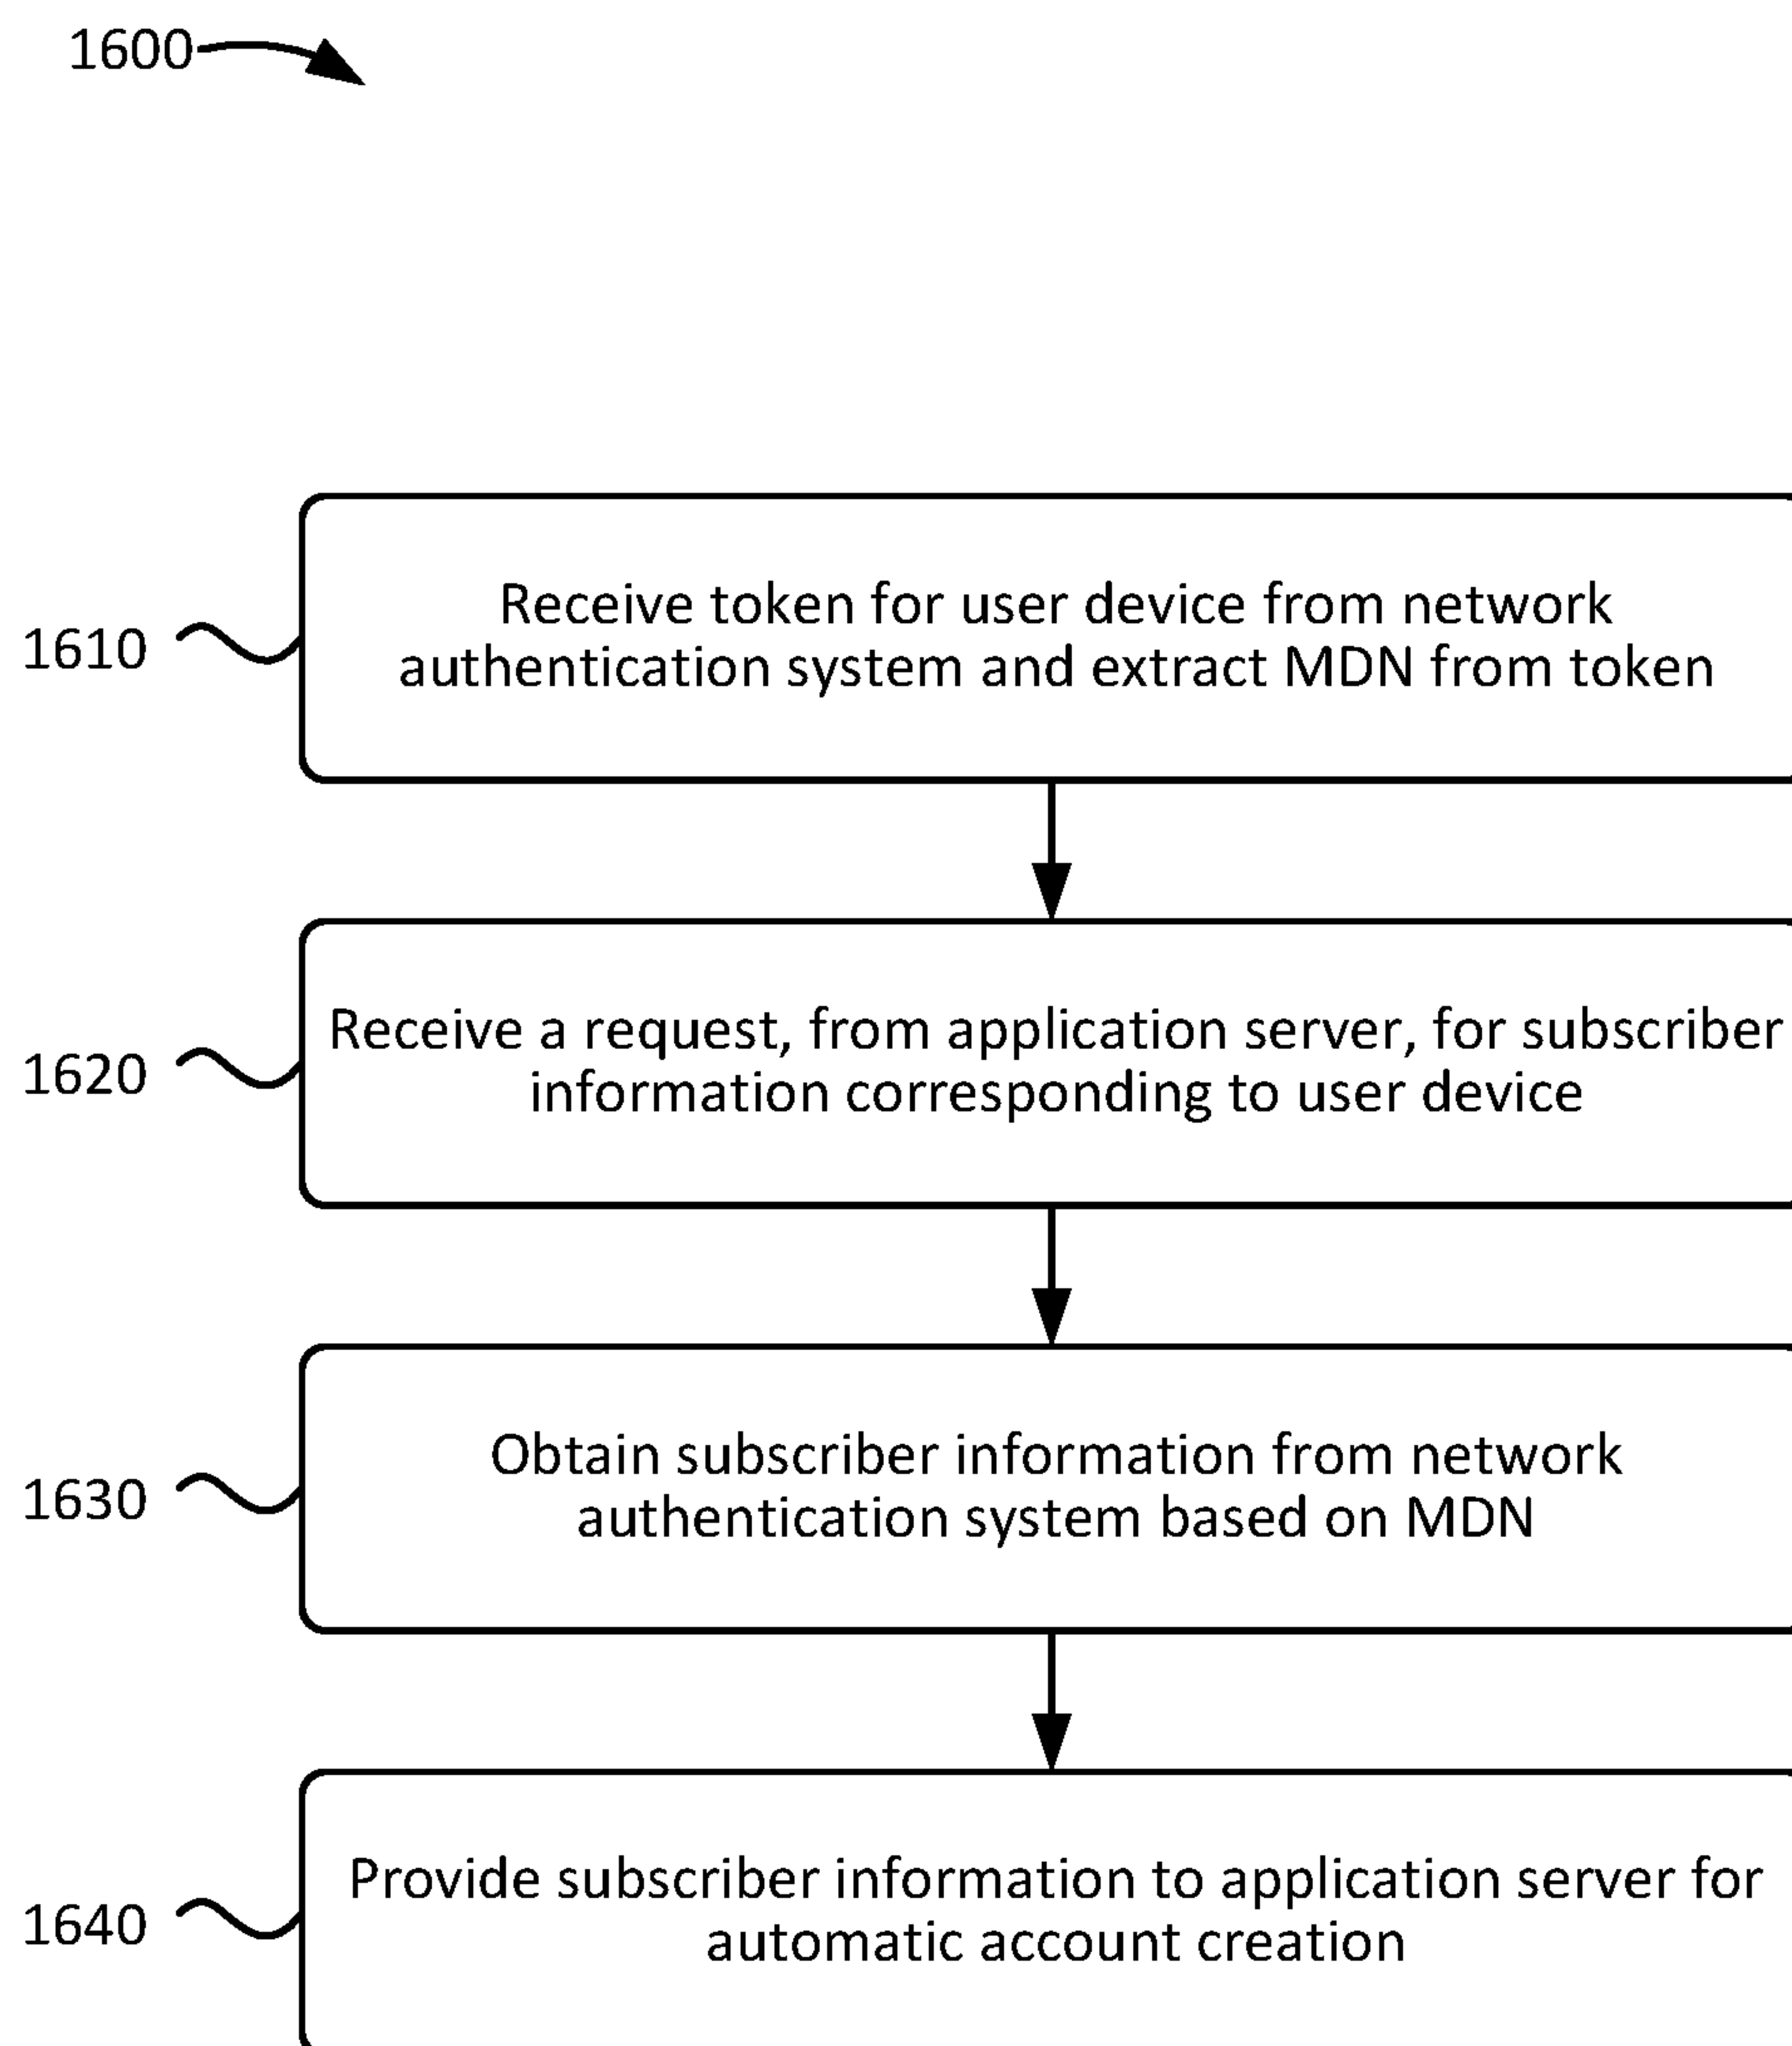 1600
1610
Receive token for user device from network
authentication system and extract MDN from token
1620
Receive a request, from application server, for subscriber
information corresponding to user device
1630
Obtain subscriber information from network
authentication system based on MDN
1640
Provide subscriber information to application server for
automatic account creation